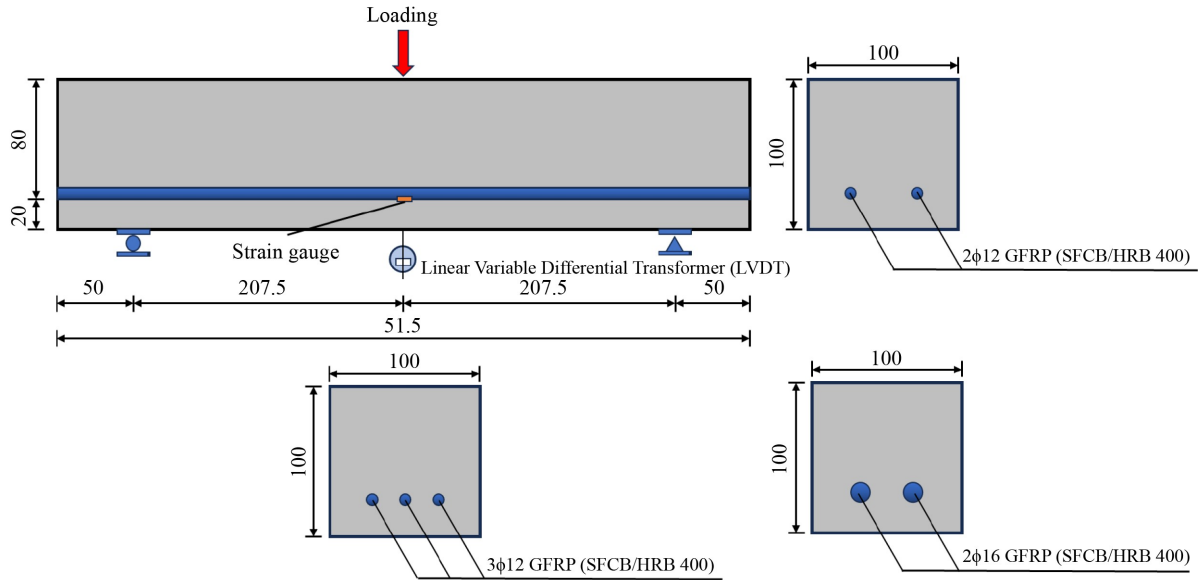 Loading
80
20
Strain gauge
Linear Variable Differential Transformer (LVDT)
50
207.5
207.5
50
51.5
100
100
2ϕ12 GFRP (SFCB/HRB 400)
100
100
3ϕ12 GFRP (SFCB/HRB 400)
100
100
2ϕ16 GFRP (SFCB/HRB 400)